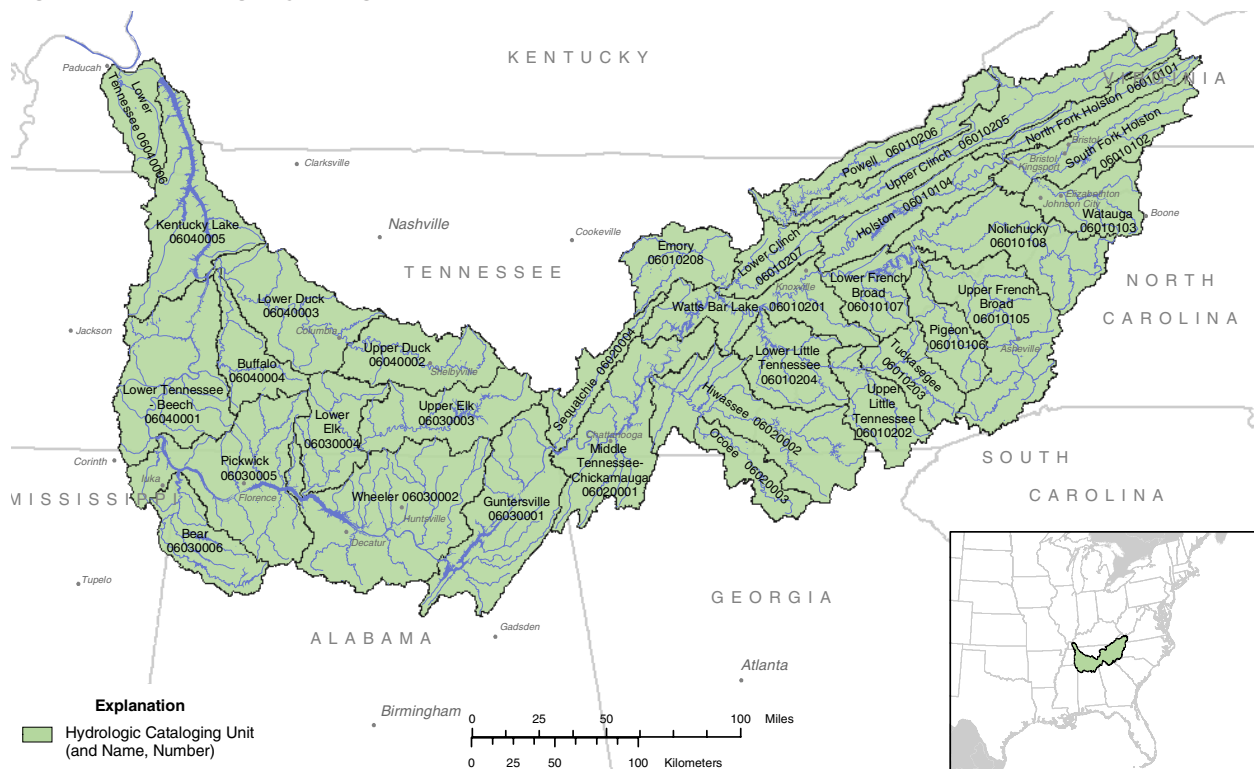 KENTUCKY
VIRGINIA
Paducah
Lower
Tennessee 06040006
Clarksville
Nashville
Cookeville
TENNESSEE
Kentucky Lake
06040005
Powell 06010206
Upper Clinch 06010205
North Fork Holston 06010101
South Fork Holston
06010102
Bristol
Bristol
Kingsport
Elizabethton
Johnson City
Boone
Watauga
06010103
Holston 06010104
Nolichucky
06010108
Emory
06010208
Lower Clinch
06010207
Knoxville
Watts Bar Lake 06010201
Lower French
Broad
06010107
Upper French
Broad
06010105
Pigeon
06010106
Asheville
NORTH
CAROLINA
Jackson
Lower Duck
06040003
Columbia
Upper Duck
06040002
Shelbyville
Buffalo
06040004
Lower Tennessee
- Beech
06040001
Lower
Elk
06030004
Upper Elk
06030003
Sequatchie 06020004
Lower Little
Tennessee
06010204
Tuckasegee
06010203
Upper
Little
Tennessee
06010202
Hiwassee 06020002
Ocoee 06020003
Chattanooga
Middle
Tennessee-
Chickamauga
06020001
Corinth
Iuka
MISSISSIPPI
Pickwick
06030005
Florence
Wheeler 06030002
Huntsville
Decatur
Guntersville
06030001
Bear
06030006
Tupelo
SOUTH
CAROLINA
GEORGIA
ALABAMA
Gadsden
Atlanta
Birmingham
Explanation
Hydrologic Cataloging Unit
(and Name, Number)
0 25 50 100 Miles
0 25 50 100 Kilometers